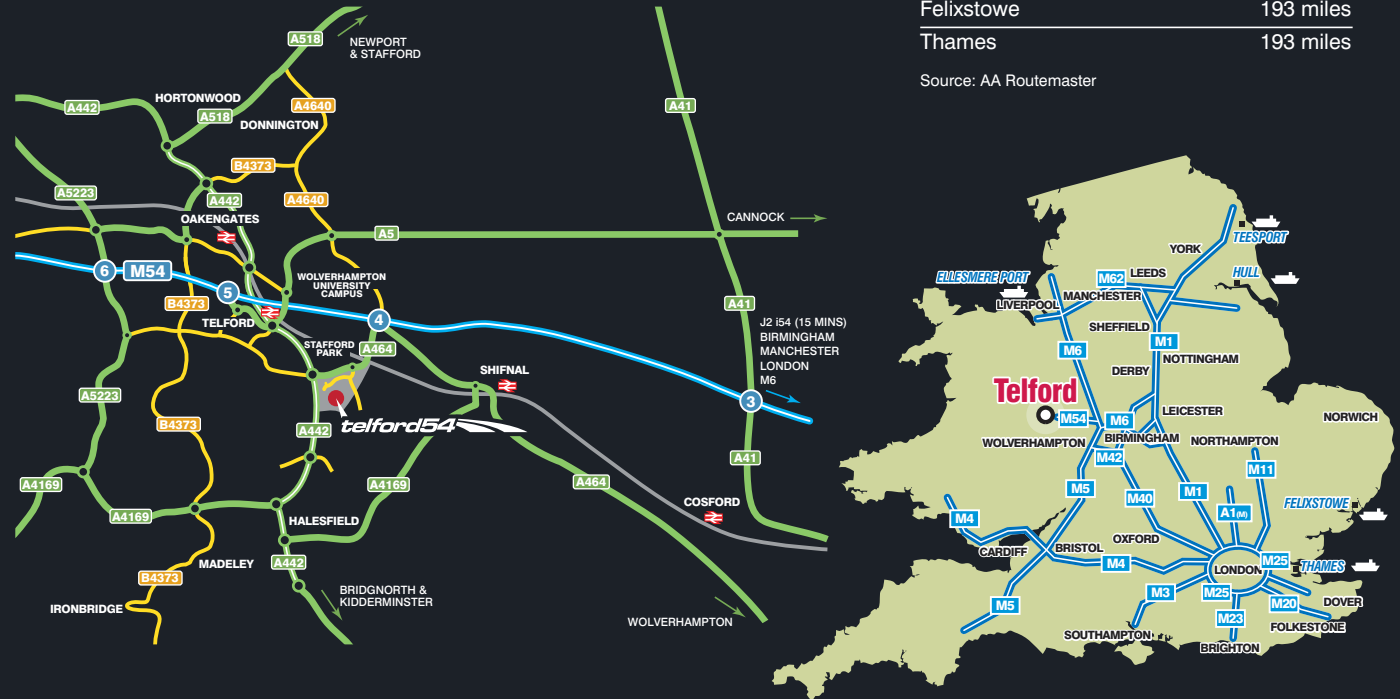 Felixstowe 193 miles
Thames 193 miles
Source: AA Routemaster
A518
NEWPORT
& STAFFORD
A442
HORTONWOOD
A518
A4640
DONNINGTON
A41
B4373
A5223
A442
A4640
OAKENGATES
A5
CANNOCK
6
M54
5
WOLVERHAMPTON
UNIVERSITY
CAMPUS
B4373
TELFORD
4
A41
STAFFORD
PARK
A464
J2 i54 (15 MINS)
BIRMINGHAM
MANCHESTER
LONDON
M6
SHIFNAL
3
A5223
telford54
B4373
A442
A41
A4169
A4169
A464
COSFORD
A4169
HALESFIELD
MADELEY
A442
B4373
IRONBRIDGE
BRIDGNORTH &
KIDDERMINSTER
WOLVERHAMPTON
TEESPORT
YORK
ELLESMERE PORT
M62
LEEDS
HULL
LIVERPOOL
MANCHESTER
SHEFFIELD
M6
M1
NOTTINGHAM
DERBY
Telford
M54
M6
LEICESTER
NORWICH
WOLVERHAMPTON
BIRMINGHAM
NORTHAMPTON
M42
M11
M5
M40
M1
A1(M)
FELIXSTOWE
M4
CARDIFF
BRISTOL
OXFORD
M4
LONDON
M25
THAMES
M3
M25
M5
M20
DOVER
M23
FOLKESTONE
SOUTHAMPTON
BRIGHTON